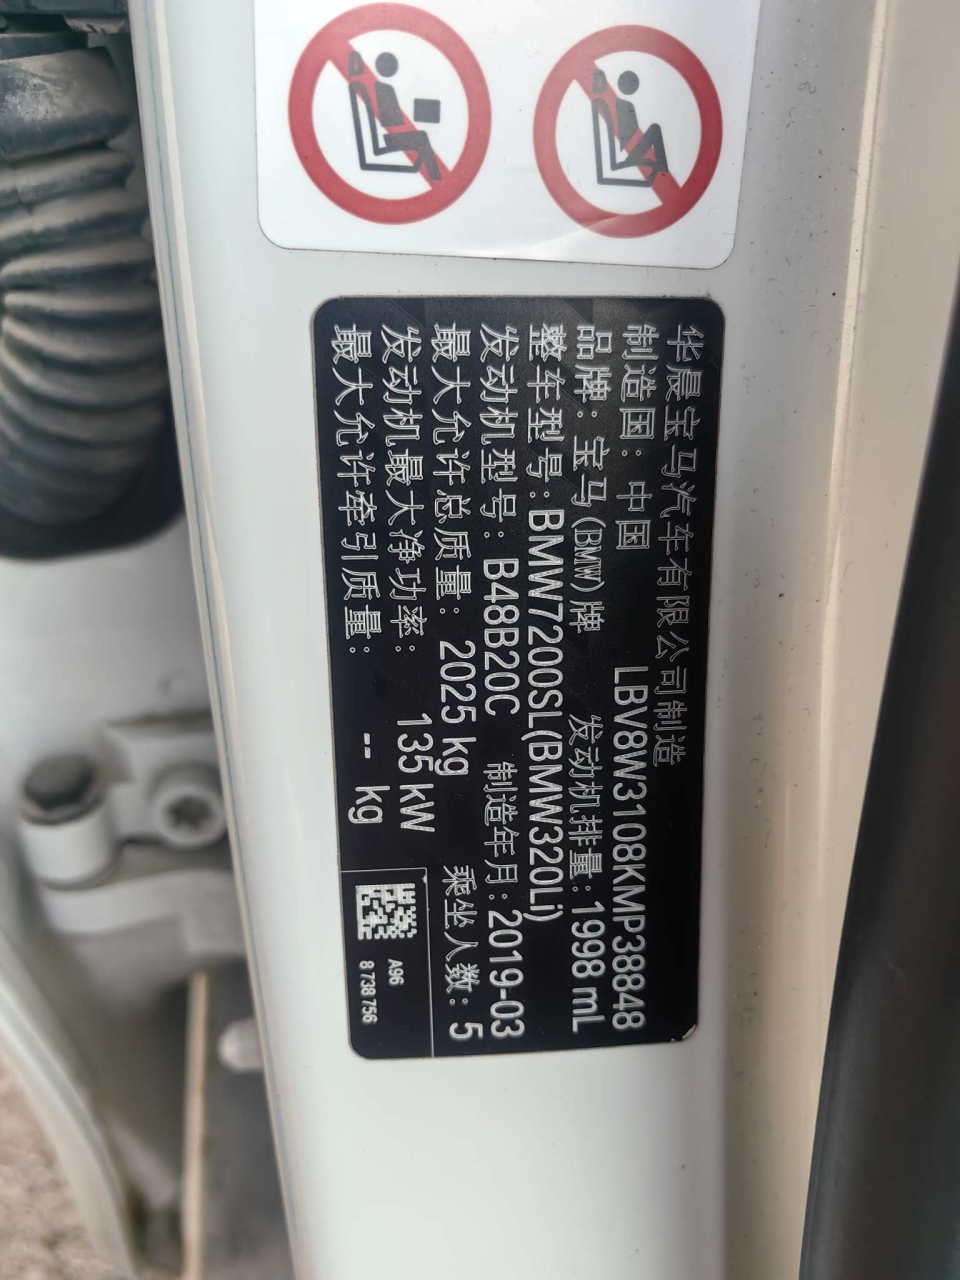 华晨宝马汽车有限公司制造
制造国：中国 LBV8W3108KMP38848
品牌：宝马(BMW)牌 发动机排量：1998 mL
整车型号：BMW7200SL(BMW320Li)
发动机型号：B48B20C 制造年月：2019-03
最大允许总质量：2025 kg 乘坐人数：5
发动机最大净功率：135 kW
最大允许牵引质量：-- kg
A96
8 738 756